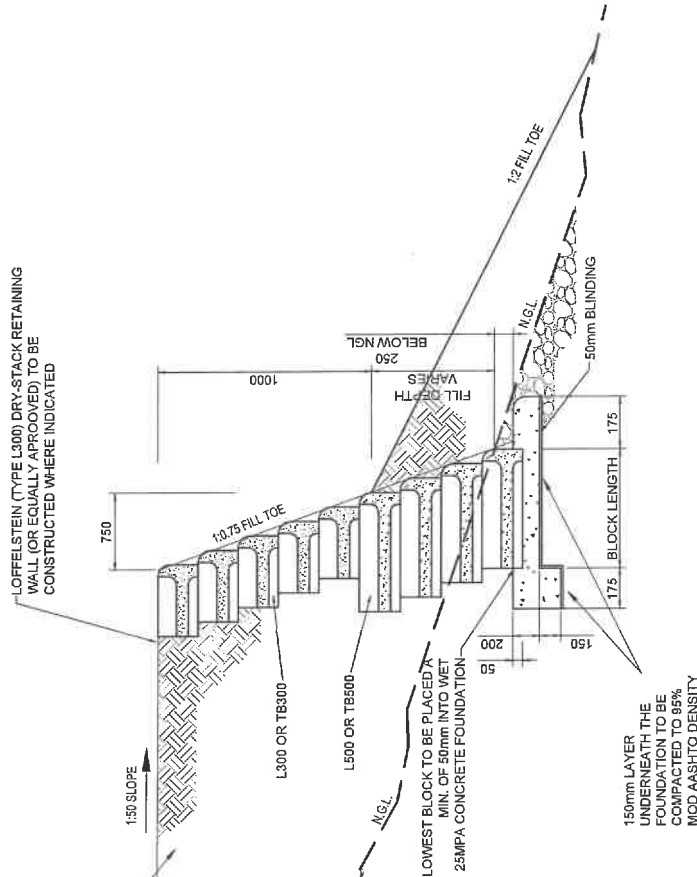 LOFFELSTEIN (TYPE L300) DRY-STACK RETAINING
WALL (OR EQUALLY APROOVED) TO BE
CONSTRUCTED WHERE INDICATED
1:50 SLOPE
750
1:0.75 FILL TOE
1000
L300 OR TB300
L500 OR TB500
FILL DEPTH
VARIES
250
BELOW NGL
1:2 FILL TOE
N.G.L.
N.G.L.
LOWEST BLOCK TO BE PLACED A
MIN. OF 50mm INTO WET
25MPA CONCRETE FOUNDATION
50
200
150
175
BLOCK LENGTH
175
50mm BLINDING
150mm LAYER
UNDERNEATH THE
FOUNDATION TO BE
COMPACTED TO 95%
MOD AASHTO DENSITY